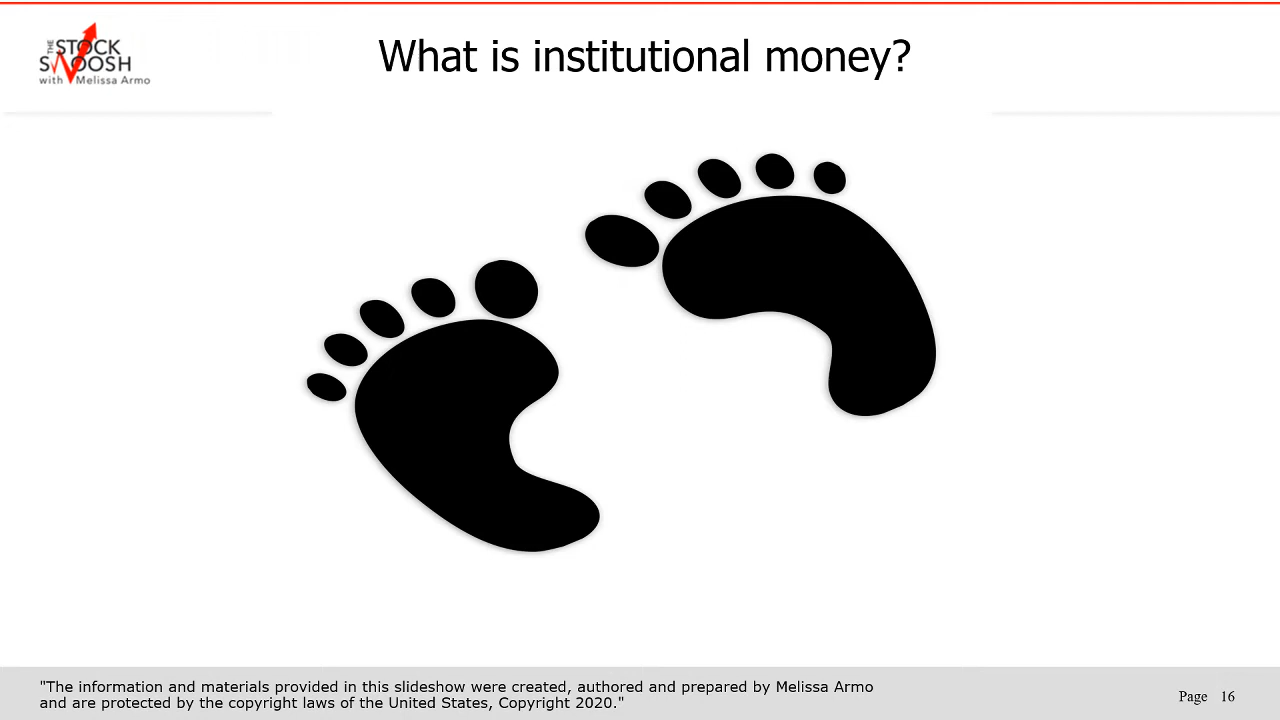 THE
STOCK
SWOOSH
with Melissa Armo
What is institutional money?
"The information and materials provided in this slideshow were created, authored and prepared by Melissa Armo
and are protected by the copyright laws of the United States, Copyright 2020."
Page 16